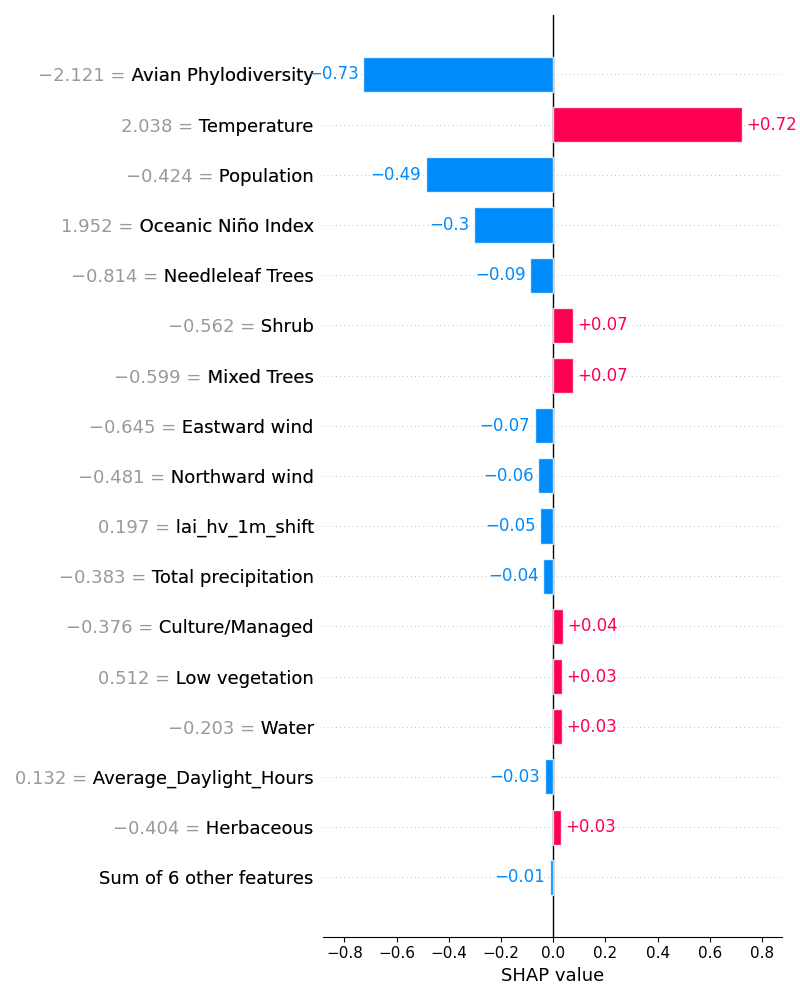 −2.121 = Avian Phylodiversity −0.73
2.038 = Temperature +0.72
−0.424 = Population −0.49
1.952 = Oceanic Niño Index −0.3
−0.814 = Needleleaf Trees −0.09
−0.562 = Shrub +0.07
−0.599 = Mixed Trees +0.07
−0.645 = Eastward wind −0.07
−0.481 = Northward wind −0.06
0.197 = lai_hv_1m_shift −0.05
−0.383 = Total precipitation −0.04
−0.376 = Culture/Managed +0.04
0.512 = Low vegetation +0.03
−0.203 = Water +0.03
0.132 = Average_Daylight_Hours −0.03
−0.404 = Herbaceous +0.03
Sum of 6 other features −0.01
−0.8 −0.6 −0.4 −0.2 0.0 0.2 0.4 0.6 0.8
SHAP value